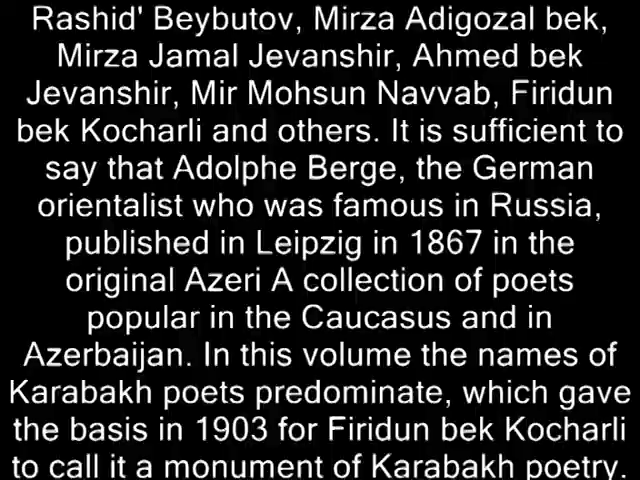 Rashid' Beybutov, Mirza Adigozal bek,
Mirza Jamal Jevanshir, Ahmed bek
Jevanshir, Mir Mohsun Navvab, Firidun
bek Kocharli and others. It is sufficient to
say that Adolphe Berge, the German
orientalist who was famous in Russia,
published in Leipzig in 1867 in the
original Azeri A collection of poets
popular in the Caucasus and in
Azerbaijan. In this volume the names of
Karabakh poets predominate, which gave
the basis in 1903 for Firidun bek Kocharli
to call it a monument of Karabakh poetry.